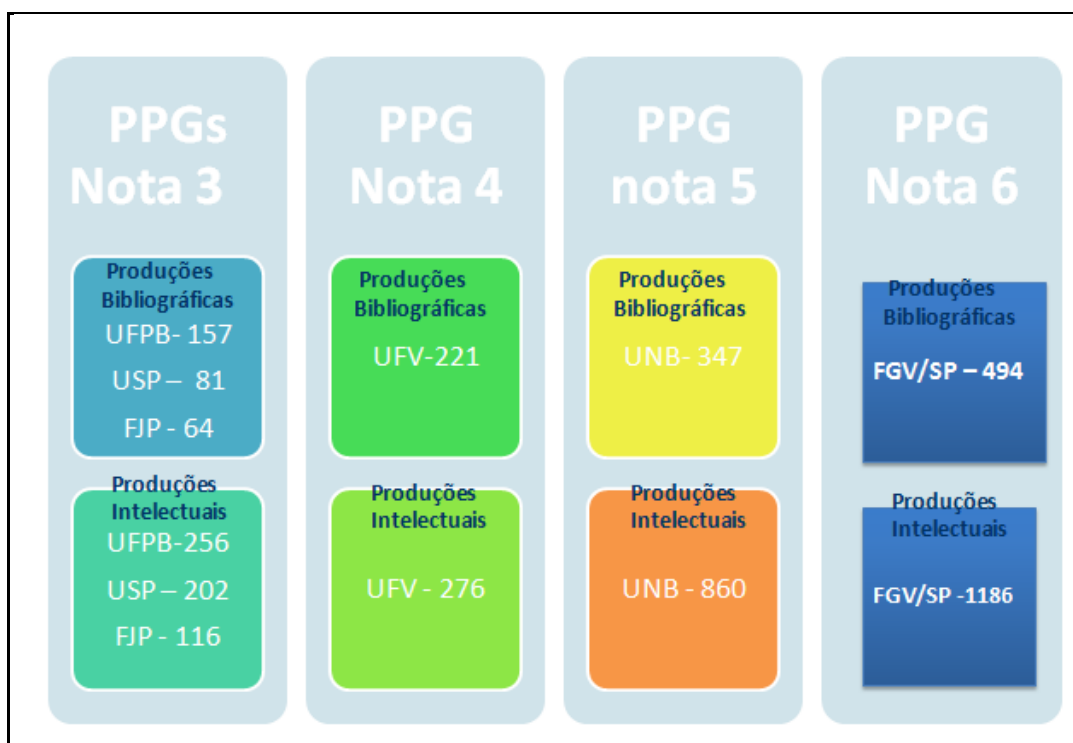 PPGs
Nota 3
Produções
Bibliográficas
UFPB- 157
USP – 81
FJP - 64
Produções
Intelectuais
UFPB-256
USP – 202
FJP - 116
PPG
Nota 4
Produções
Bibliográficas
UFV-221
Produções
Intelectuais
UFV - 276
PPG
nota 5
Produções
Bibliográficas
UNB- 347
Produções
Intelectuais
UNB - 860
PPG
Nota 6
Produções
Bibliográficas
FGV/SP – 494
Produções
Intelectuais
FGV/SP -1186